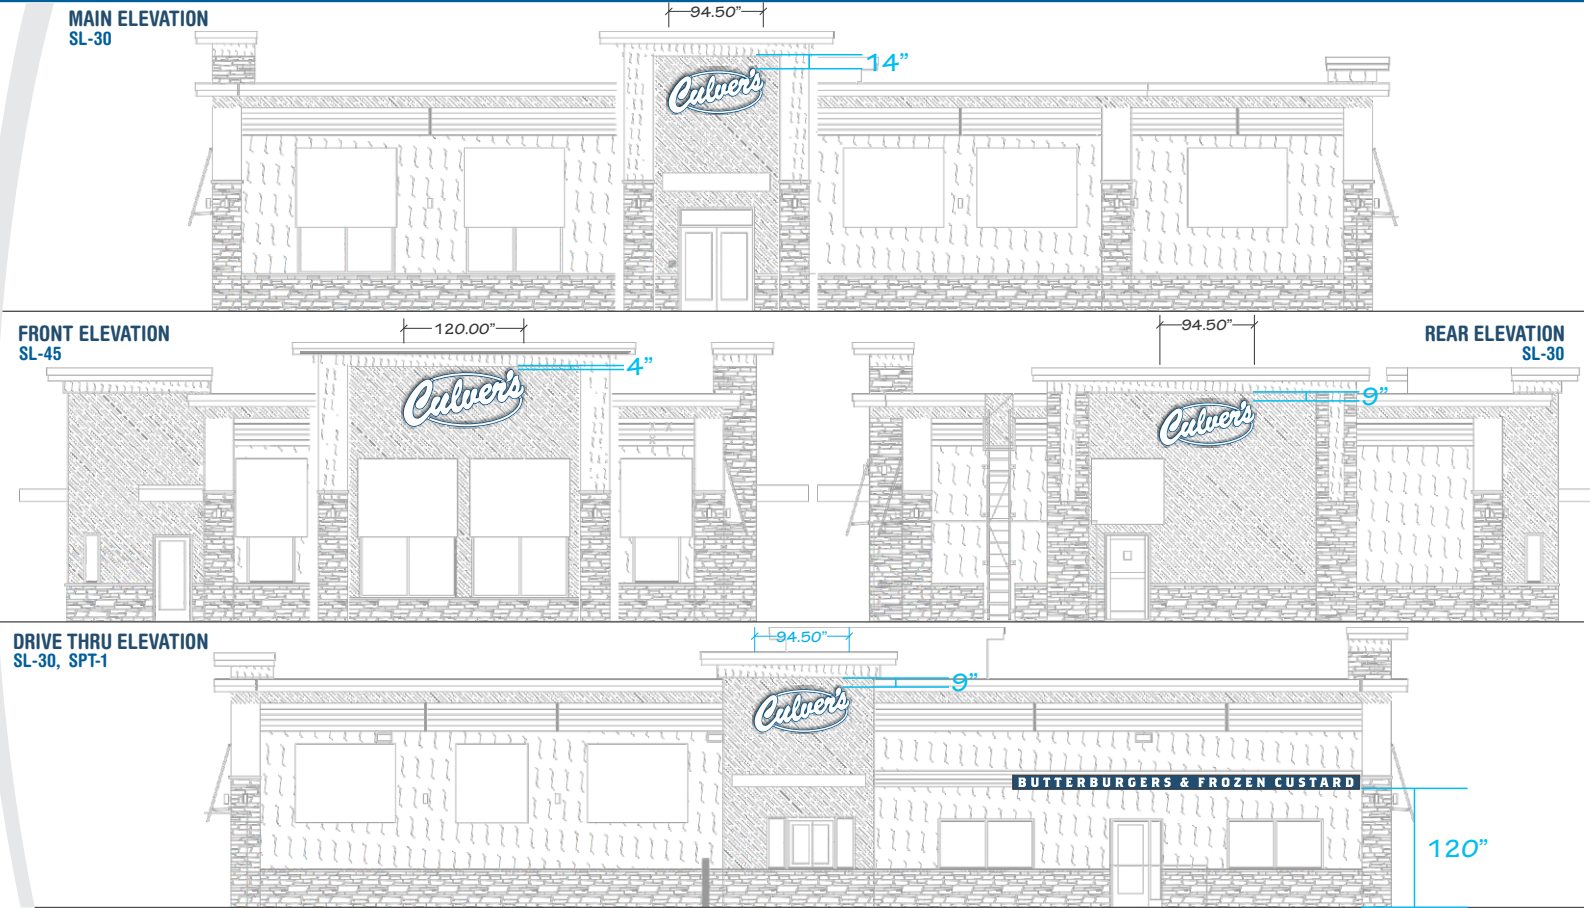 MAIN ELEVATION
SL-30
94.50”
14”
Culver's
FRONT ELEVATION
SL-45
120.00”
4”
Culver's
REAR ELEVATION
SL-30
94.50”
9”
Culver's
DRIVE THRU ELEVATION
SL-30, SPT-1
94.50”
9”
Culver's
BUTTERBURGERS & FROZEN CUSTARD
120”